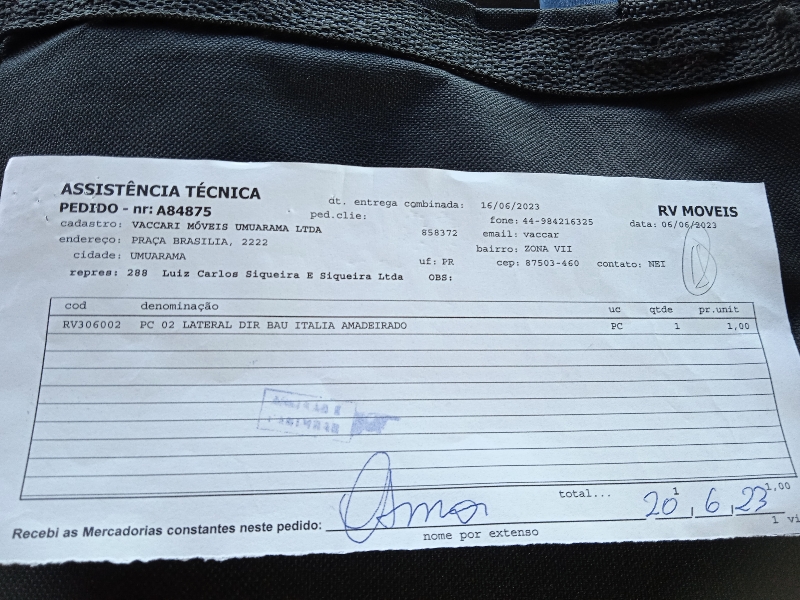 ASSISTÊNCIA TÉCNICA
PEDIDO - nr: A84875 dt. entrega combinada: 16/06/2023 RV MOVEIS
ped.clie: fone: 44-984216325 data: 06/06/2023
cadastro: VACCARI MÓVEIS UMUARAMA LTDA 858372 email: vaccar
endereço: PRAÇA BRASILIA, 2222 bairro: ZONA VII
cidade: UMUARAMA uf: PR cep: 87503-460 contato: NEI
repres: 288 Luiz Carlos Siqueira E Siqueira Ltda OBS:
cod denominação uc qtde pr.unit
RV306002 PC 02 LATERAL DIR BAU ITALIA AMADEIRADO PC 1 1,00
total... 1 1,00
Recebi as Mercadorias constantes neste pedido: 20, 6, 23
nome por extenso 1 vi